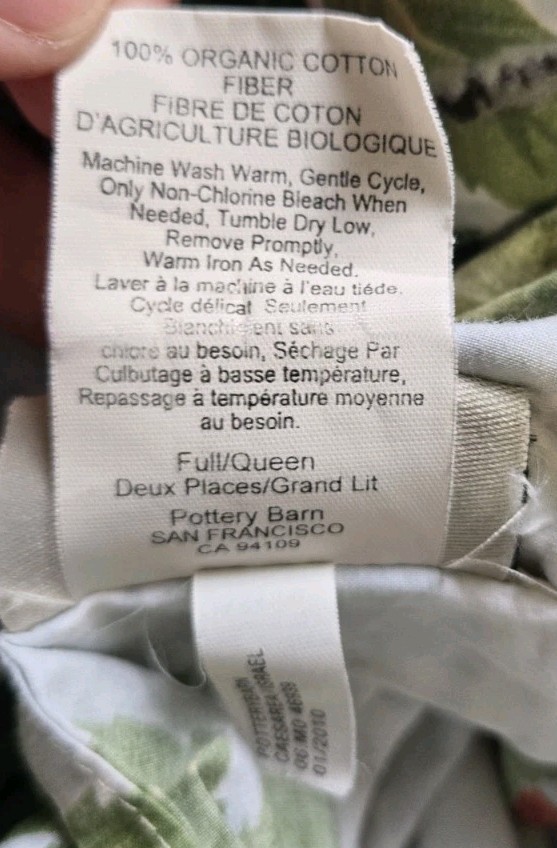 100% ORGANIC COTTON
FIBER
FIBRE DE COTON
D'AGRICULTURE BIOLOGIQUE
Machine Wash Warm, Gentle Cycle,
Only Non-Chlorine Bleach When
Needed, Tumble Dry Low,
Remove Promptly,
Warm Iron As Needed.
Laver à la machine à l'eau tiéde.
Cycle délicat Seulement
sans
chlore au besoin, Séchage Par
Culbutage à basse température,
Repassage à température moyenne
au besoin.
Full/Queen
Deux Places/Grand Lit
Pottery Barn
SAN FRANCISCO
CA 94109
CAESAREA ISRAEL
01/2010